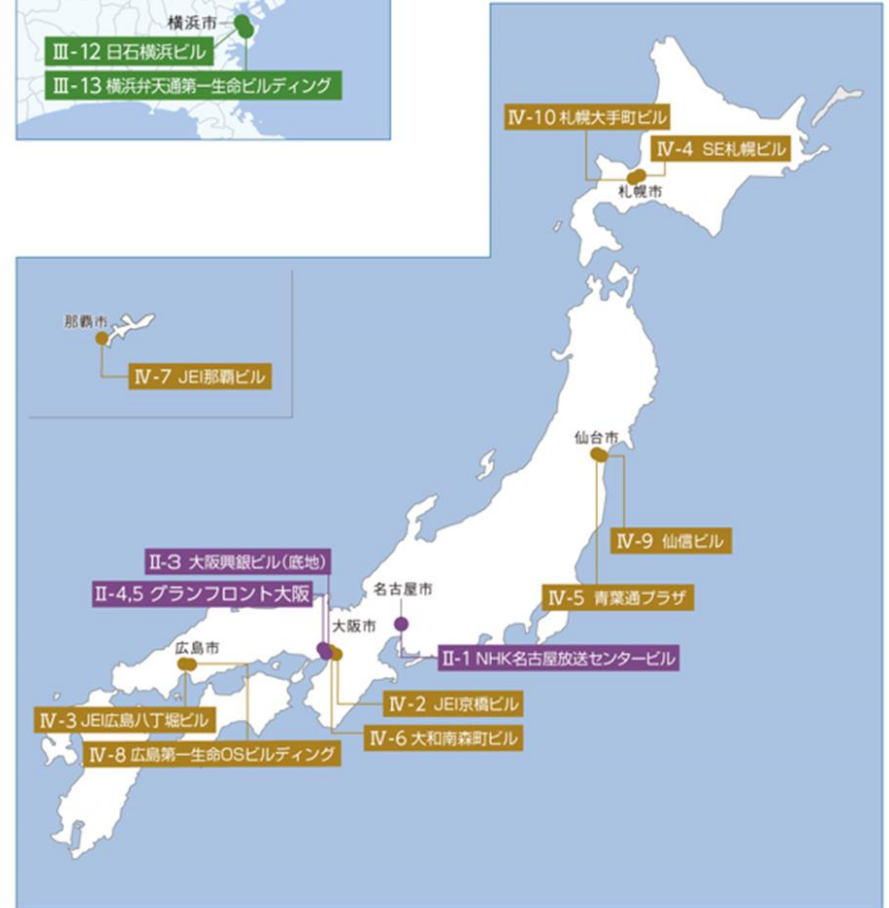 横浜市
Ⅲ-12 日石横浜ビル
Ⅲ-13 横浜弁天通第一生命ビルディング
Ⅳ-10 札幌大手町ビル
Ⅳ-4 SE札幌ビル
札幌市
那覇市
Ⅳ-7 JEI那覇ビル
仙台市
Ⅳ-9 仙信ビル
Ⅳ-5 青葉通プラザ
Ⅱ-3 大阪興銀ビル(底地)
Ⅱ-4,5 グランフロント大阪
名古屋市
大阪市
Ⅱ-1 NHK名古屋放送センタービル
広島市
Ⅳ-2 JEI京橋ビル
Ⅳ-3 JEI広島八丁堀ビル
Ⅳ-6 大和南森町ビル
Ⅳ-8 広島第一生命OSビルディング